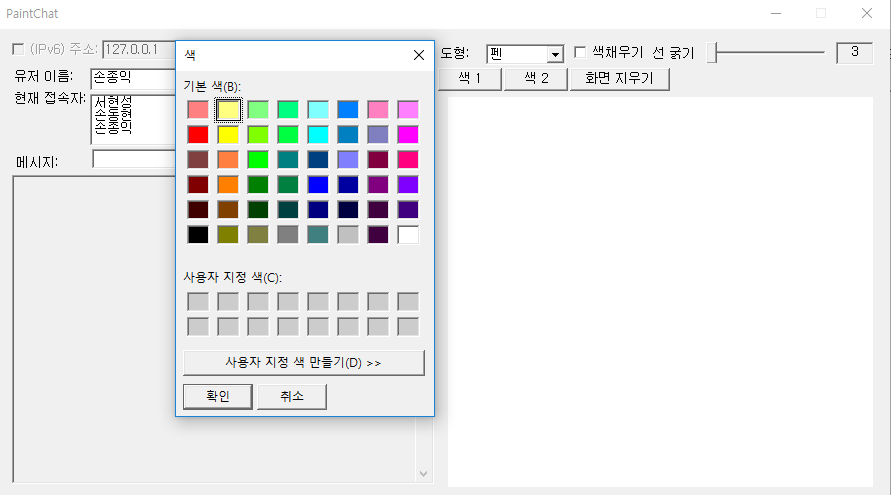 PaintChat
(IPv6) 주소: 127.0.0.1
유저 이름: 손종익
현재 접속자: 서현성
손동현
손종익
메시지:
색
기본 색(B):
사용자 지정 색(C):
사용자 지정 색 만들기(D) >>
확인 취소
도형: 펜 색채우기 선 굵기 3
색 1 색 2 화면 지우기